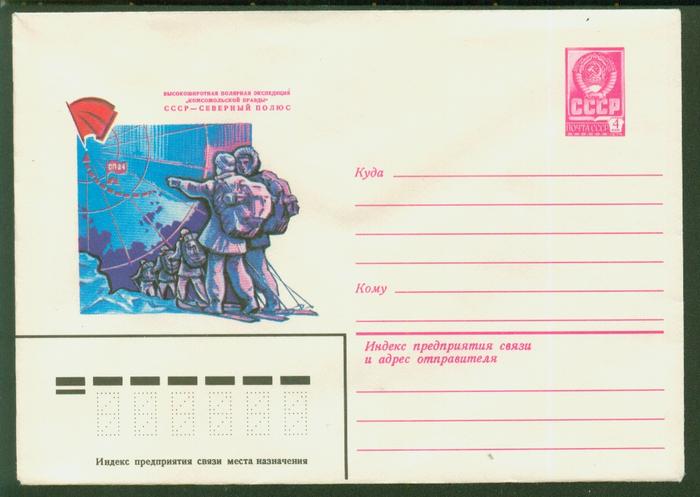 ВЫСОКОШИРОТНАЯ ПОЛЯРНАЯ ЭКСПЕДИЦИЯ
„КОМСОМОЛЬСКОЙ ПРАВДЫ“
СССР—СЕВЕРНЫЙ ПОЛЮС
СП 24
СССР
ПОЧТА СССР 4
Куда
Кому
Индекс предприятия связи
и адрес отправителя
Индекс предприятия связи места назначения